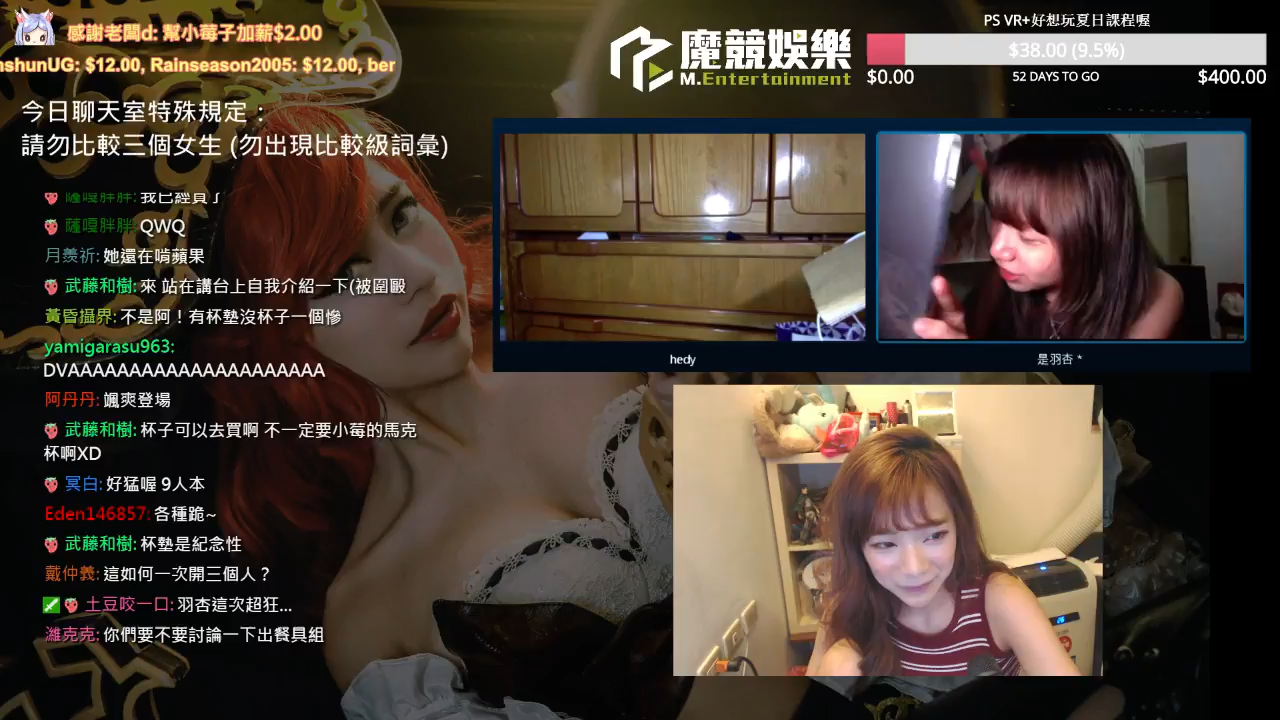 感謝老闆d: 幫小莓子加薪$2.00
nshunUG: $12.00, Rainseason2005: $12.00, ber
今日聊天室特殊規定：
請勿比較三個女生 (勿出現比較級詞彙)
薩嘎胖胖: 我已經買了
薩嘎胖胖: QWQ
月羨祈: 她還在啃蘋果
武藤和樹: 來 站在講台上自我介紹一下(被圍毆
黃昏攝界: 不是阿！有杯墊沒杯子一個慘
yamigarasu963:
DVAAAAAAAAAAAAAAAAAAAAA
阿丹丹: 颯爽登場
武藤和樹: 杯子可以去買啊 不一定要小莓的馬克
杯啊XD
冥白: 好猛喔 9人本
Eden146857: 各種跪~
武藤和樹: 杯墊是紀念性
戴仲義: 這如何一次開三個人？
土豆咬一口: 羽杏這次超狂...
濰克克: 你們要不要討論一下出餐具組
魔競娛樂
M.Entertainment
PS VR+好想玩夏日課程喔
$38.00 (9.5%)
$0.00 52 DAYS TO GO $400.00
hedy
是羽杏 *